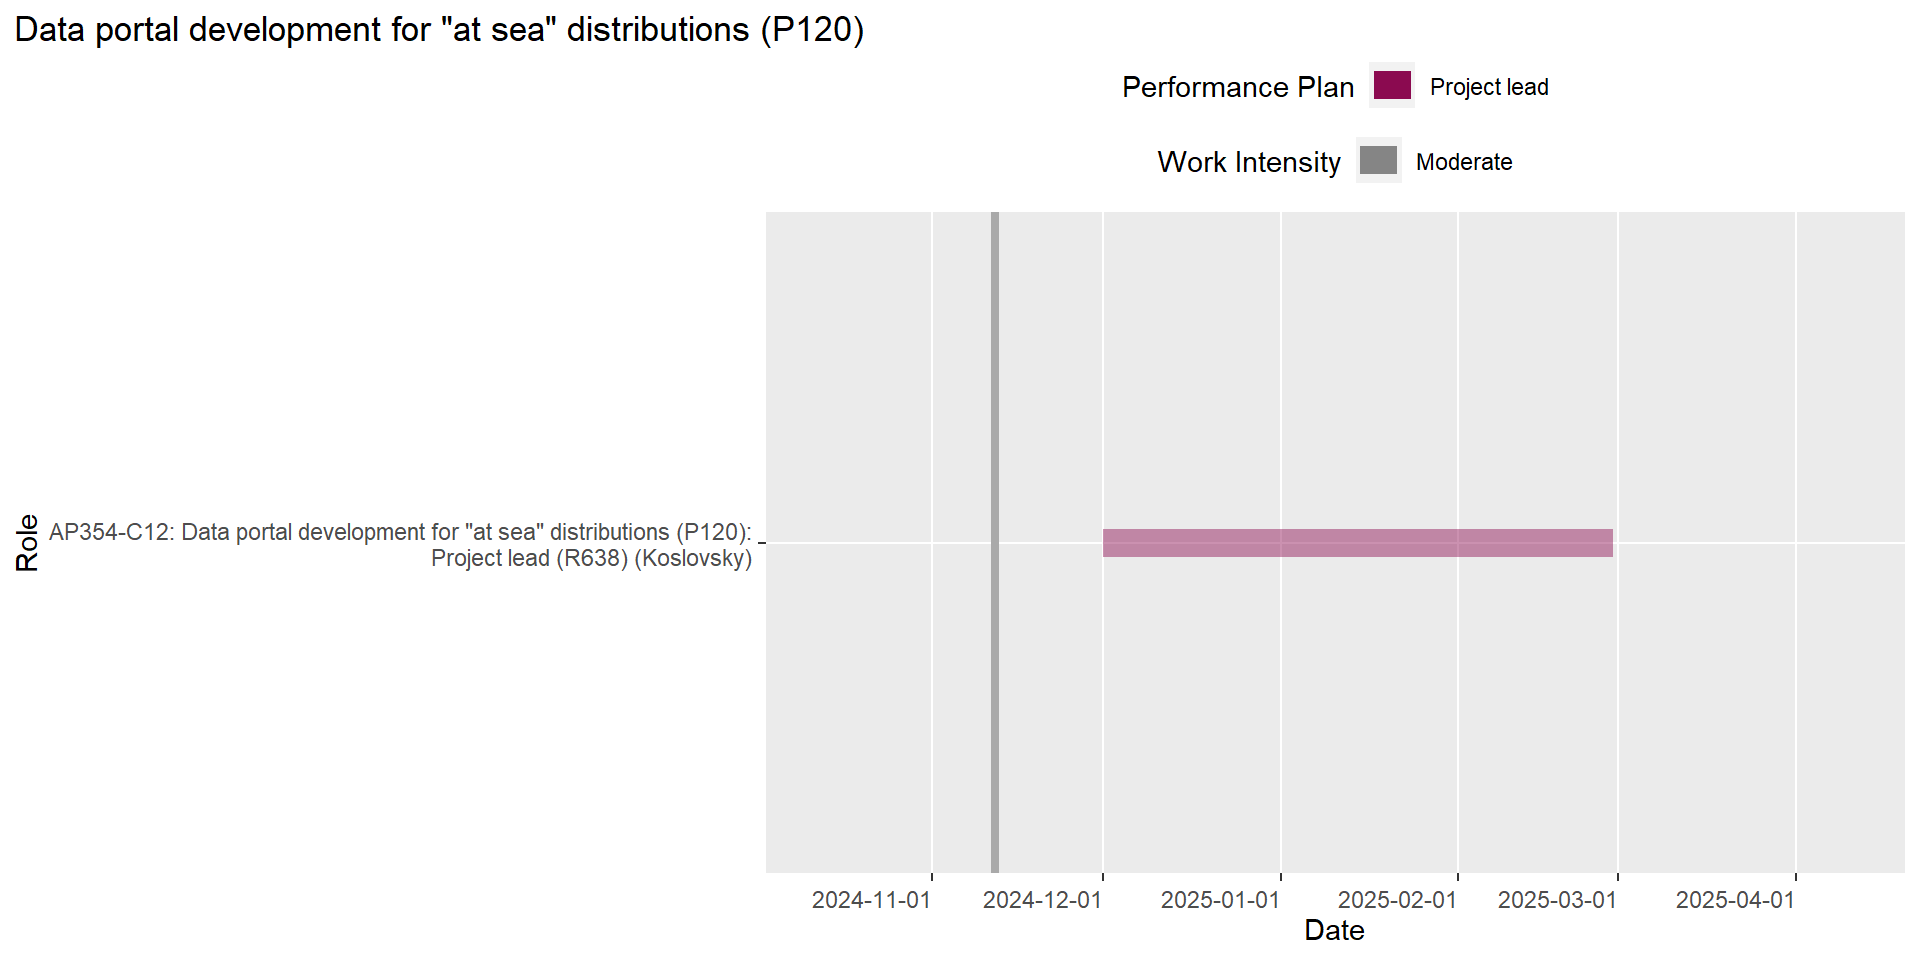 Data portal development for "at sea" distributions (P120)
Performance Plan Project lead
Work Intensity Moderate
Role
AP354-C12: Data portal development for "at sea" distributions (P120):
Project lead (R638) (Koslovsky)
2024-11-01 2024-12-01 2025-01-01 2025-02-01 2025-03-01 2025-04-01
Date